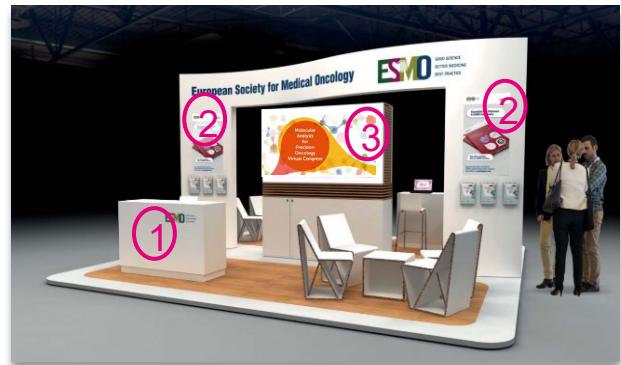 European Society for Medical Oncology
ESMO
GOOD SCIENCE
BETTER MEDICINE
BEST PRACTICE
2
2
3
Molecular
Analysis
for
Precision
Oncology
Virtual Congress
1
ESMO